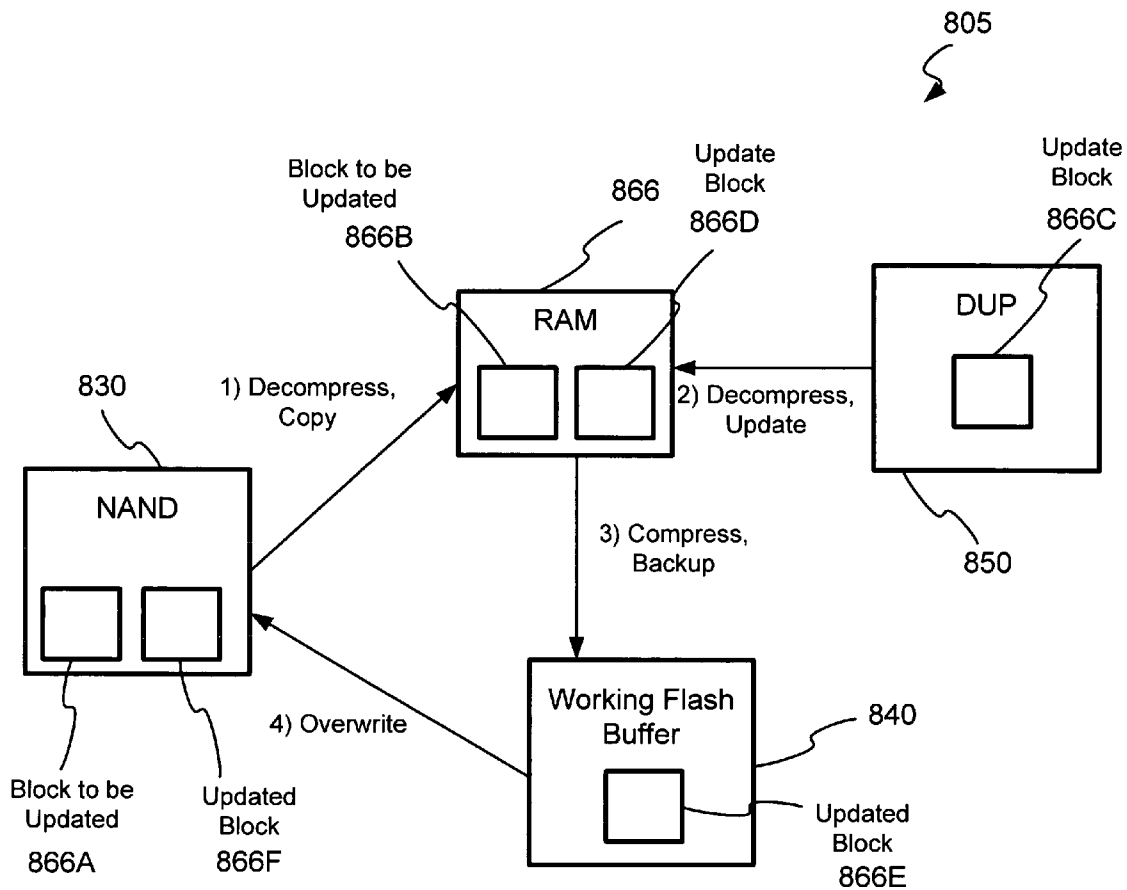 805
Block to be
Updated
866B
866
Update
Block
866D
Update
Block
866C
RAM
DUP
830
1) Decompress,
Copy
2) Decompress,
Update
NAND
3) Compress,
Backup
850
Working Flash
Buffer
840
4) Overwrite
Block to be
Updated
866A
Updated
Block
866F
Updated
Block
866E